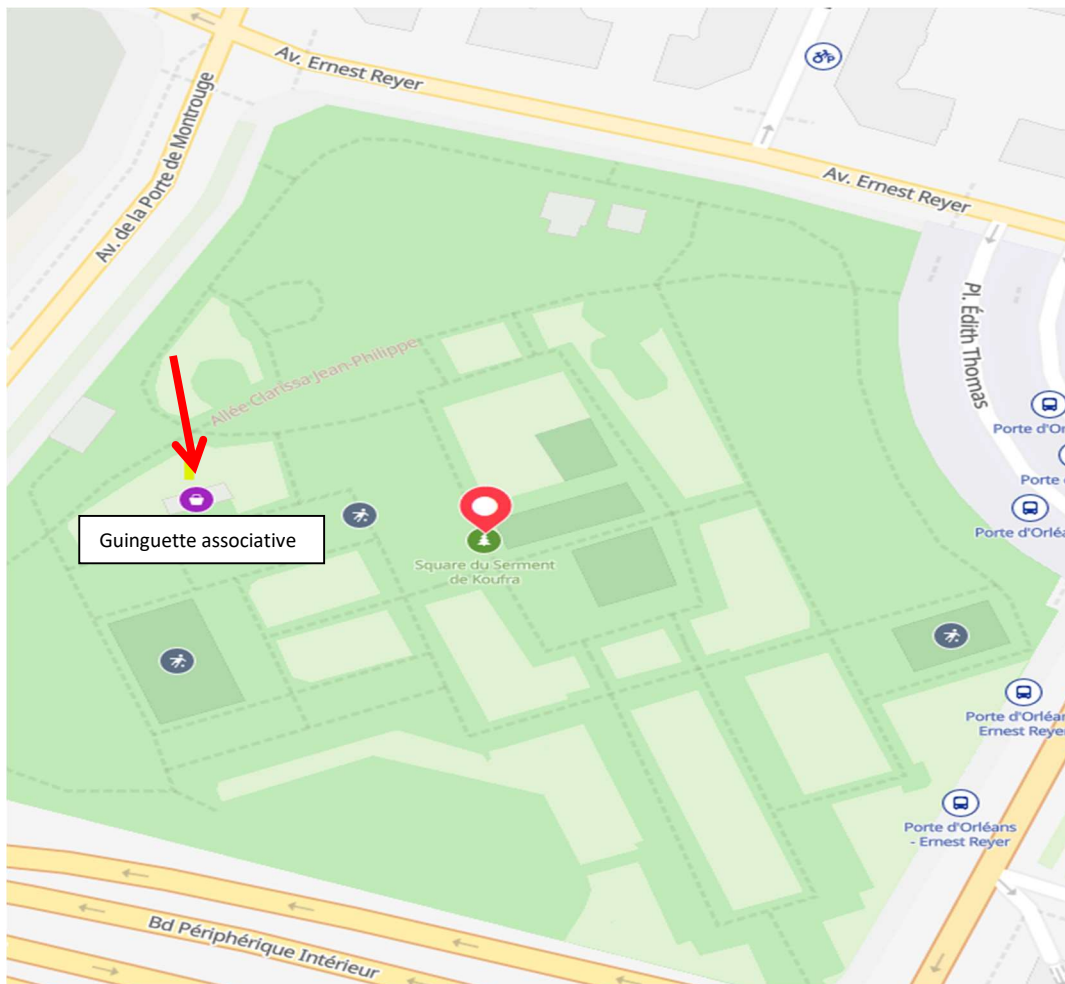 Av. Ernest Reyer
Av. de la Porte de Montrouge
Av. Ernest Reyer
Pl. Édith Thomas
Allée Clarissa Jean-Philippe
Porte d'Or
Porte d
Porte d'Orléa
Guinguette associative
Square du Serment
de Koufra
Porte d'Orléan
Ernest Reyer
Porte d'Orléans
- Ernest Reyer
Bd Périphérique Intérieur